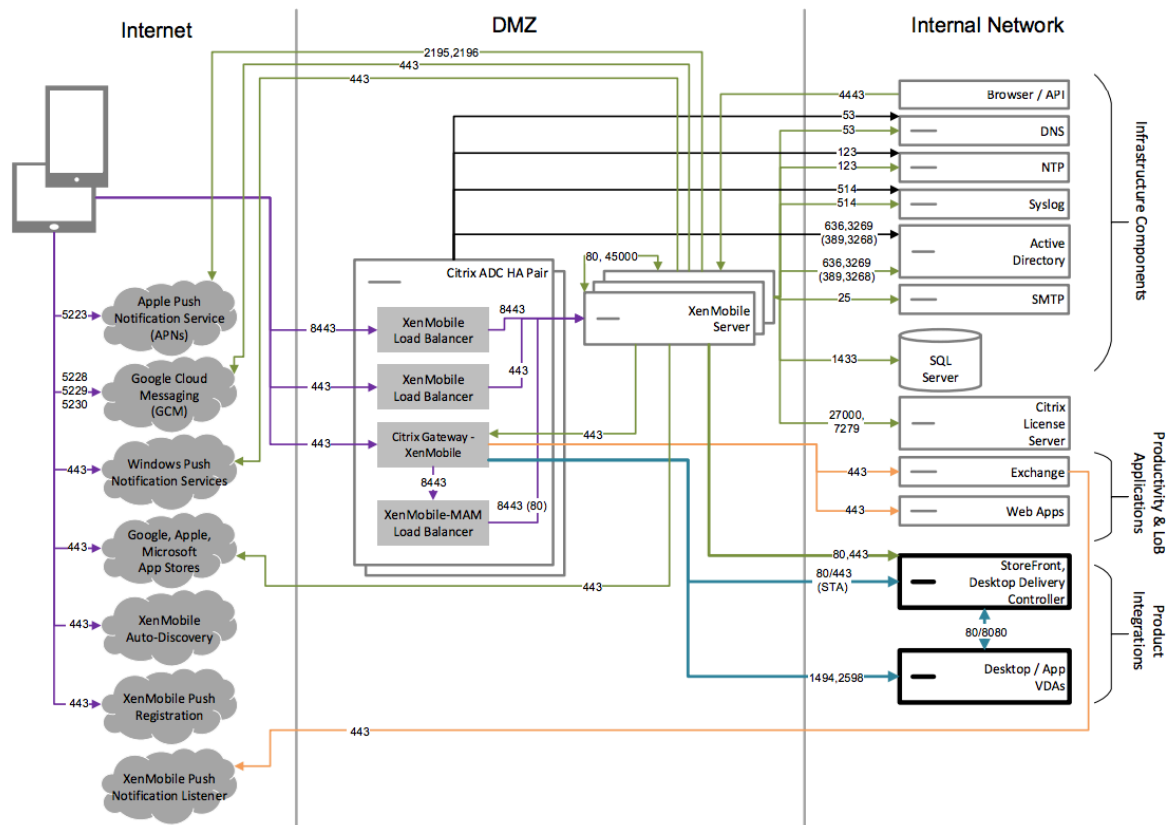 Internet
DMZ
Internal Network
2195,2196
443
443
4443
Browser / API
53
53
DNS
123
123
NTP
514
514
Syslog
636,3269
(389,3268)
636,3269
(389,3268)
Active
Directory
25
SMTP
1433
SQL
Server
27000,
7279
Citrix
License
Server
Infrastructure Components
443
Exchange
443
Web Apps
Productivity & LoB
Applications
80,443
80/443
(STA)
StoreFront,
Desktop Delivery
Controller
80/8080
1494,2598
Desktop / App
VDAs
Product
Integrations
Citrix ADC HA Pair
80, 45000
XenMobile
Server
8443
XenMobile
Load Balancer
8443
443
XenMobile
Load Balancer
443
443
Citrix Gateway -
XenMobile
443
8443
XenMobile-MAM
Load Balancer
8443 (80)
443
5223
Apple Push
Notification Service
(APNs)
5228
5229
5230
Google Cloud
Messaging
(GCM)
443
Windows Push
Notification Services
443
Google, Apple,
Microsoft
App Stores
443
XenMobile
Auto-Discovery
443
XenMobile Push
Registration
443
XenMobile Push
Notification Listener